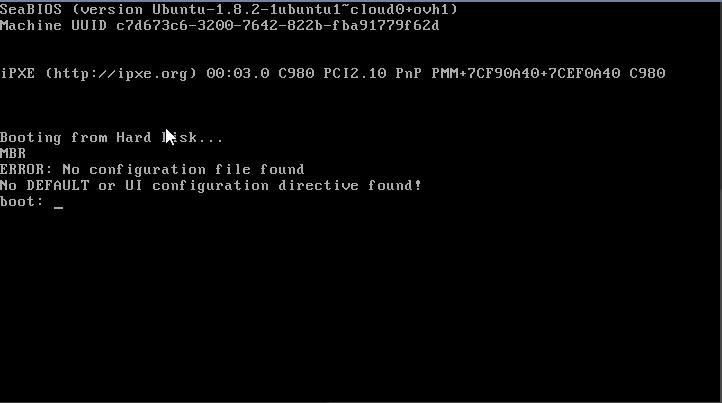 SeaBIOS (version Ubuntu-1.8.2-1ubuntu1~cloud0+ovh1)
Machine UUID c7d673c6-3200-7642-822b-fba91779f62d
iPXE (http://ipxe.org) 00:03.0 C980 PCI2.10 PnP PMM+7CF90A40+7CEF0A40 C980
Booting from Hard Disk...
MBR
ERROR: No configuration file found
No DEFAULT or UI configuration directive found!
boot: _